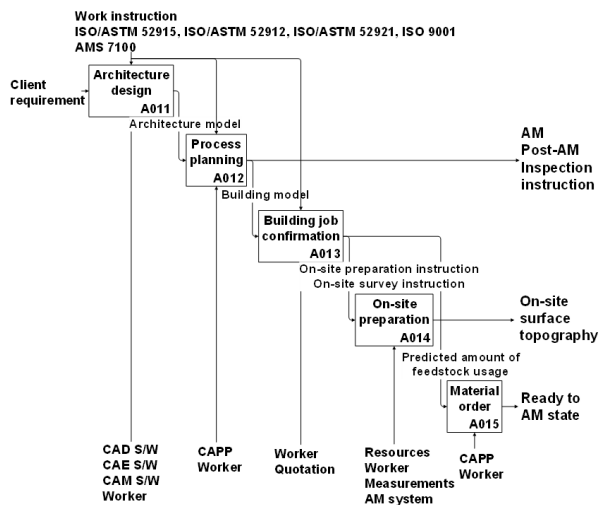 Work instruction
ISO/ASTM 52915, ISO/ASTM 52912, ISO/ASTM 52921, ISO 9001
AMS 7100
Client
requirement
Architecture
design
A011
Architecture model
Process
planning
A012
AM
Post-AM
Inspection
instruction
Building model
Building job
confirmation
A013
On-site preparation instruction
On-site survey instruction
On-site
preparation
A014
On-site
surface
topography
Predicted amount of
feedstock usage
Material
order
A015
Ready to
AM state
CAD S/W
CAE S/W
CAM S/W
Worker
CAPP
Worker
Worker
Quotation
Resources
Worker
Measurements
AM system
CAPP
Worker